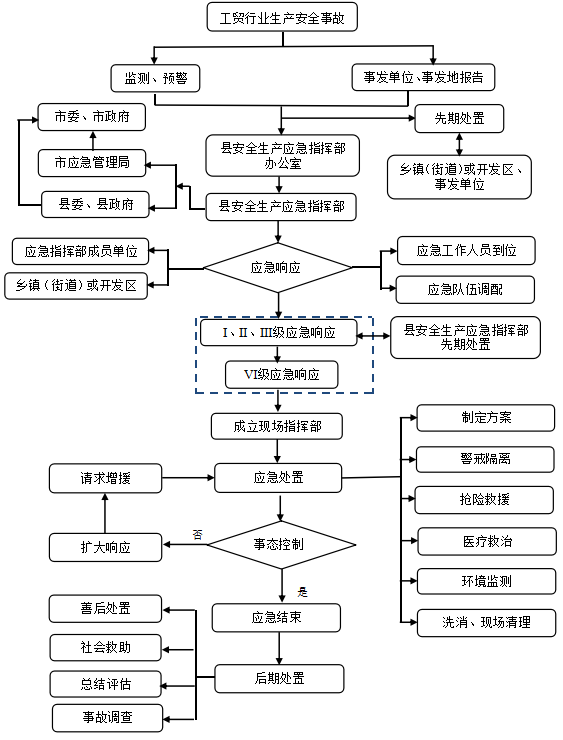 工贸行业生产安全事故
监测、预警
事发单位、事发地报告
市委、市政府
先期处置
县安全生产应急指挥部
办公室
市应急管理局
乡镇（街道）或开发区、
事发单位
县委、县政府
县安全生产应急指挥部
应急指挥部成员单位
应急响应
应急工作人员到位
乡镇（街道）或开发区
应急队伍调配
I、II、III级应急响应
县安全生产应急指挥部
先期处置
VI级应急响应
成立现场指挥部
制定方案
警戒隔离
请求增援
应急处置
抢险救援
否
扩大响应
事态控制
医疗救治
环境监测
是
善后处置
应急结束
洗消、现场清理
社会救助
总结评估
后期处置
事故调查